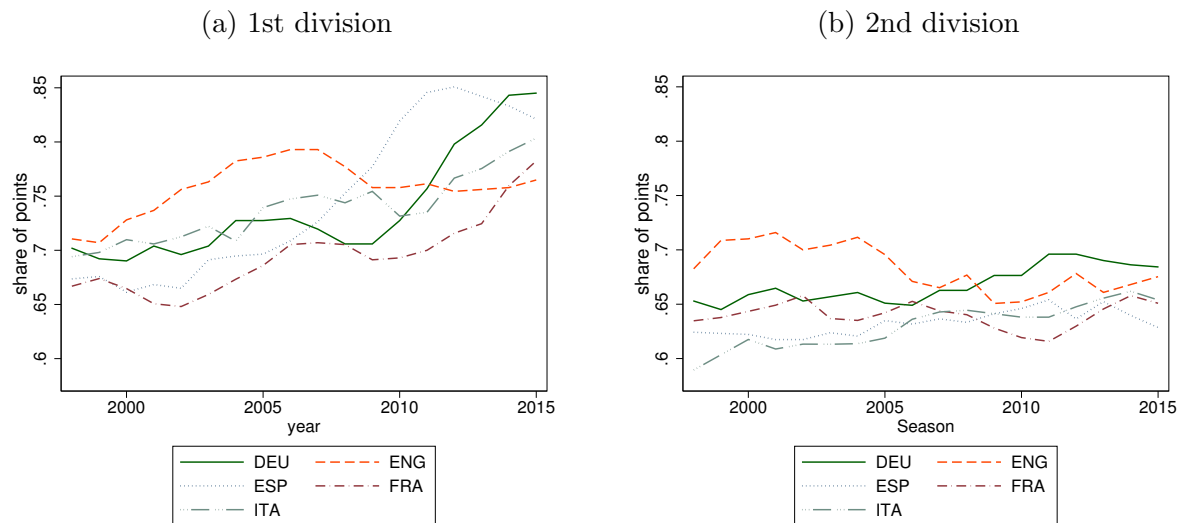 (a) 1st division
.85
.8
.75
.7
.65
.6
share of points
2000 2005 2010 2015
year
DEU ENG
ESP FRA
ITA
(b) 2nd division
.85
.8
.75
.7
.65
.6
share of points
2000 2005 2010 2015
Season
DEU ENG
ESP FRA
ITA